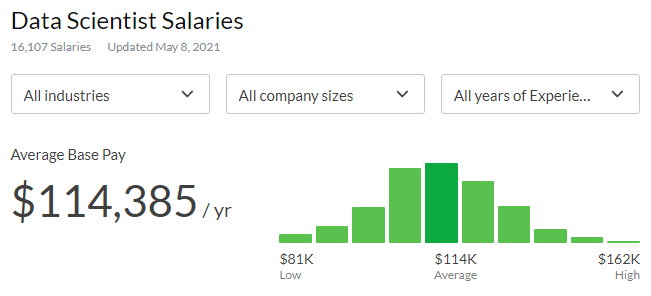 Data Scientist Salaries
16,107 Salaries Updated May 8, 2021
All industries
All company sizes
All years of Experie...
Average Base Pay
$114,385 / yr
$81K $114K $162K
Low Average High